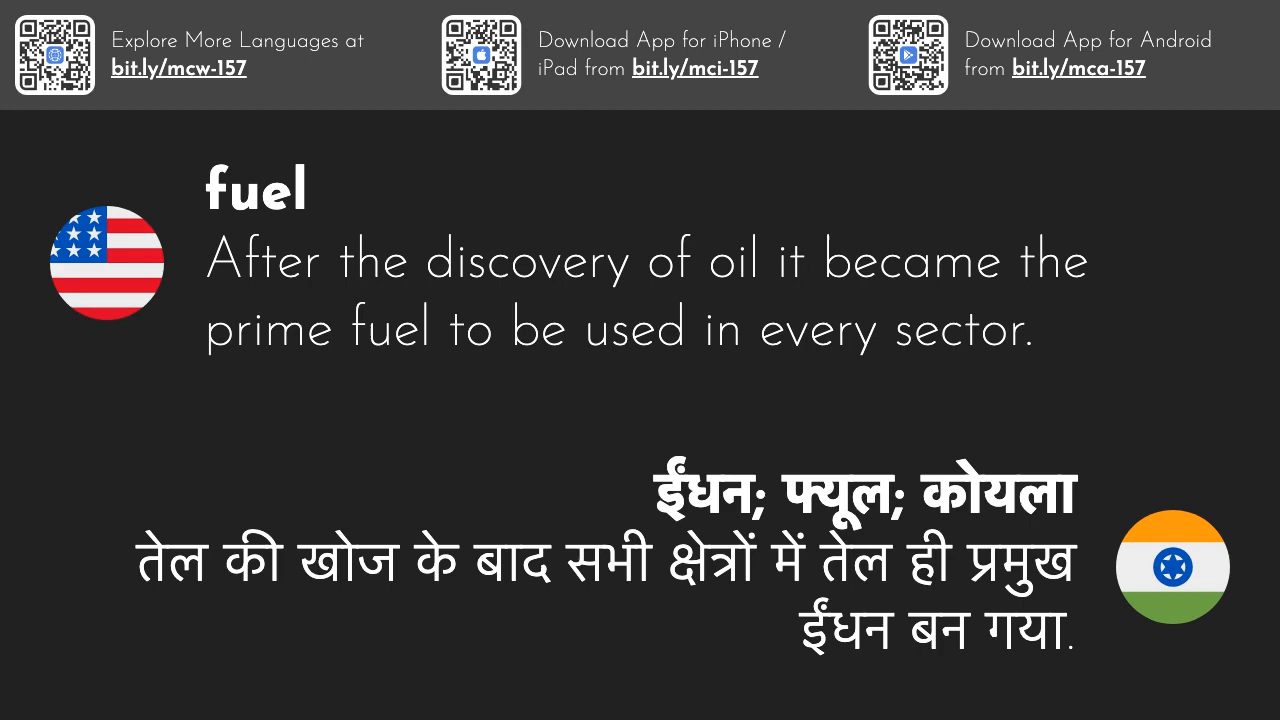 Explore More Languages at
bit.ly/mcw-157
Download App for iPhone /
iPad from bit.ly/mci-157
Download App for Android
from bit.ly/mca-157
fuel
After the discovery of oil it became the
prime fuel to be used in every sector.
ईंधन; फ्यूल; कोयला
तेल की खोज के बाद सभी क्षेत्रों में तेल ही प्रमुख
ईंधन बन गया.